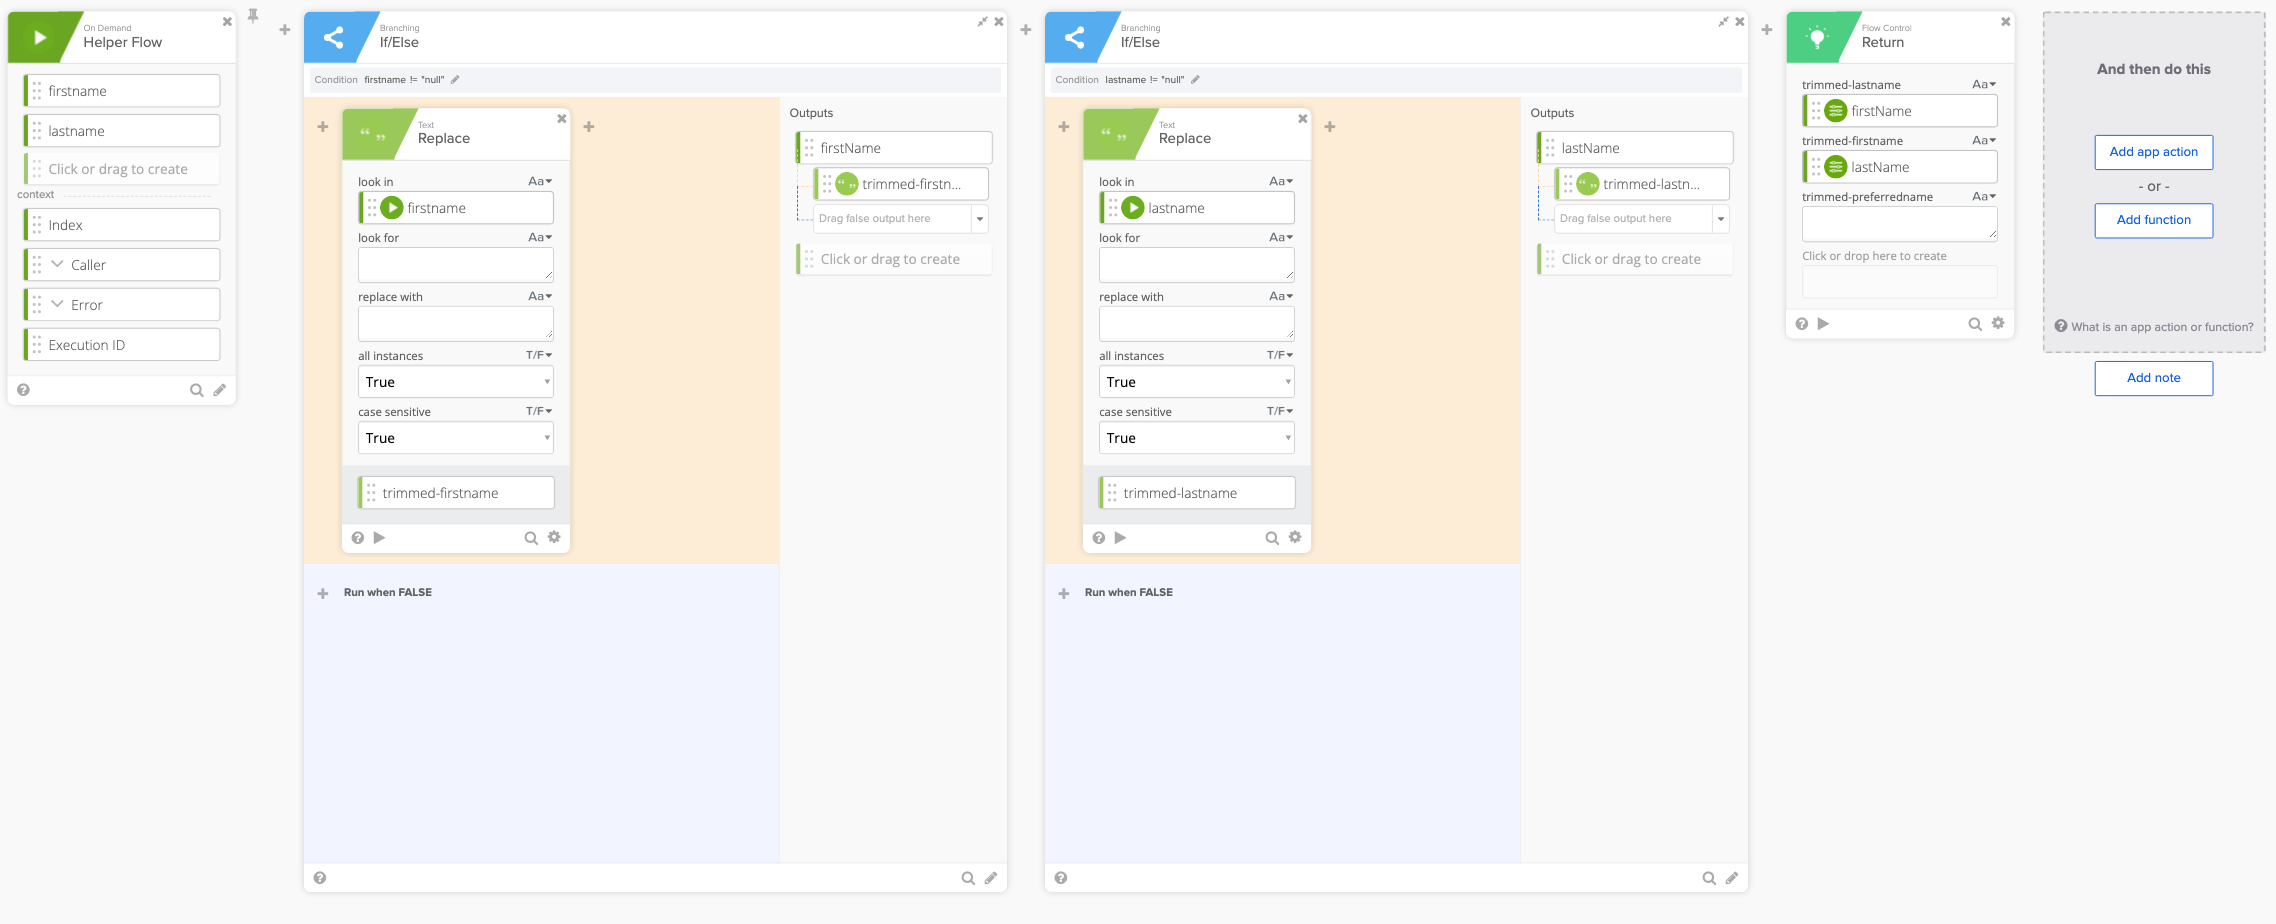 On Demand
Helper Flow
firstname
lastname
Click or drag to create
context
Index
Caller
Error
Execution ID
Branching
If/Else
Condition firstname != "null"
Text
Replace
look in Aa
firstname
look for Aa
replace with Aa
all instances T/F
True
case sensitive T/F
True
trimmed-firstname
Run when FALSE
Outputs
firstName
trimmed-firstn...
Drag false output here
Click or drag to create
Branching
If/Else
Condition lastname != "null"
Text
Replace
look in Aa
lastname
look for Aa
replace with Aa
all instances T/F
True
case sensitive T/F
True
trimmed-lastname
Run when FALSE
Outputs
lastName
trimmed-lastn...
Drag false output here
Click or drag to create
Flow Control
Return
trimmed-lastname Aa
firstName
trimmed-firstname Aa
lastName
trimmed-preferredname Aa
Click or drop here to create
And then do this
Add app action
- or -
Add function
What is an app action or function?
Add note